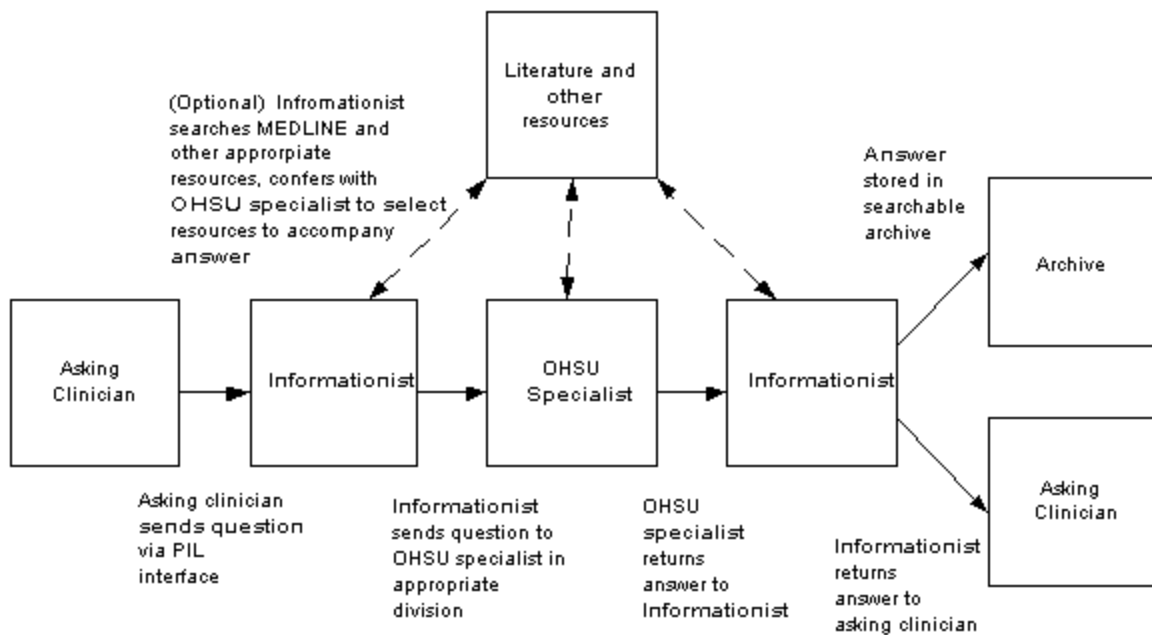 Literature and
other
resources
(Optional) Infromationist
searches MEDLINE and
other approrpiate
resources, confers with
OHSU specialist to select
resources to accompany
answer
Answer
stored in
searchable
archive
Archive
Asking
Clinician
Informationist
OHSU
Specialist
Informationist
Asking
Clinician
Asking clinician
sends question
via PIL
interface
Informationist
sends question to
OHSU specialist in
appropriate
division
OHSU
specialist
returns
answer to
Informationist
Informationist
returns
answer to
asking clinician